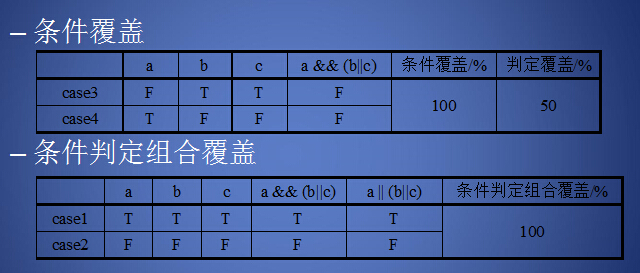 – 条件覆盖
a b c a && (b||c) 条件覆盖/% 判定覆盖/%
case3 F T T F 100 50
case4 T F F F
– 条件判定组合覆盖
a b c a && (b||c) a || (b||c) 条件判定组合覆盖/%
case1 T T T T T 100
case2 F F F F F